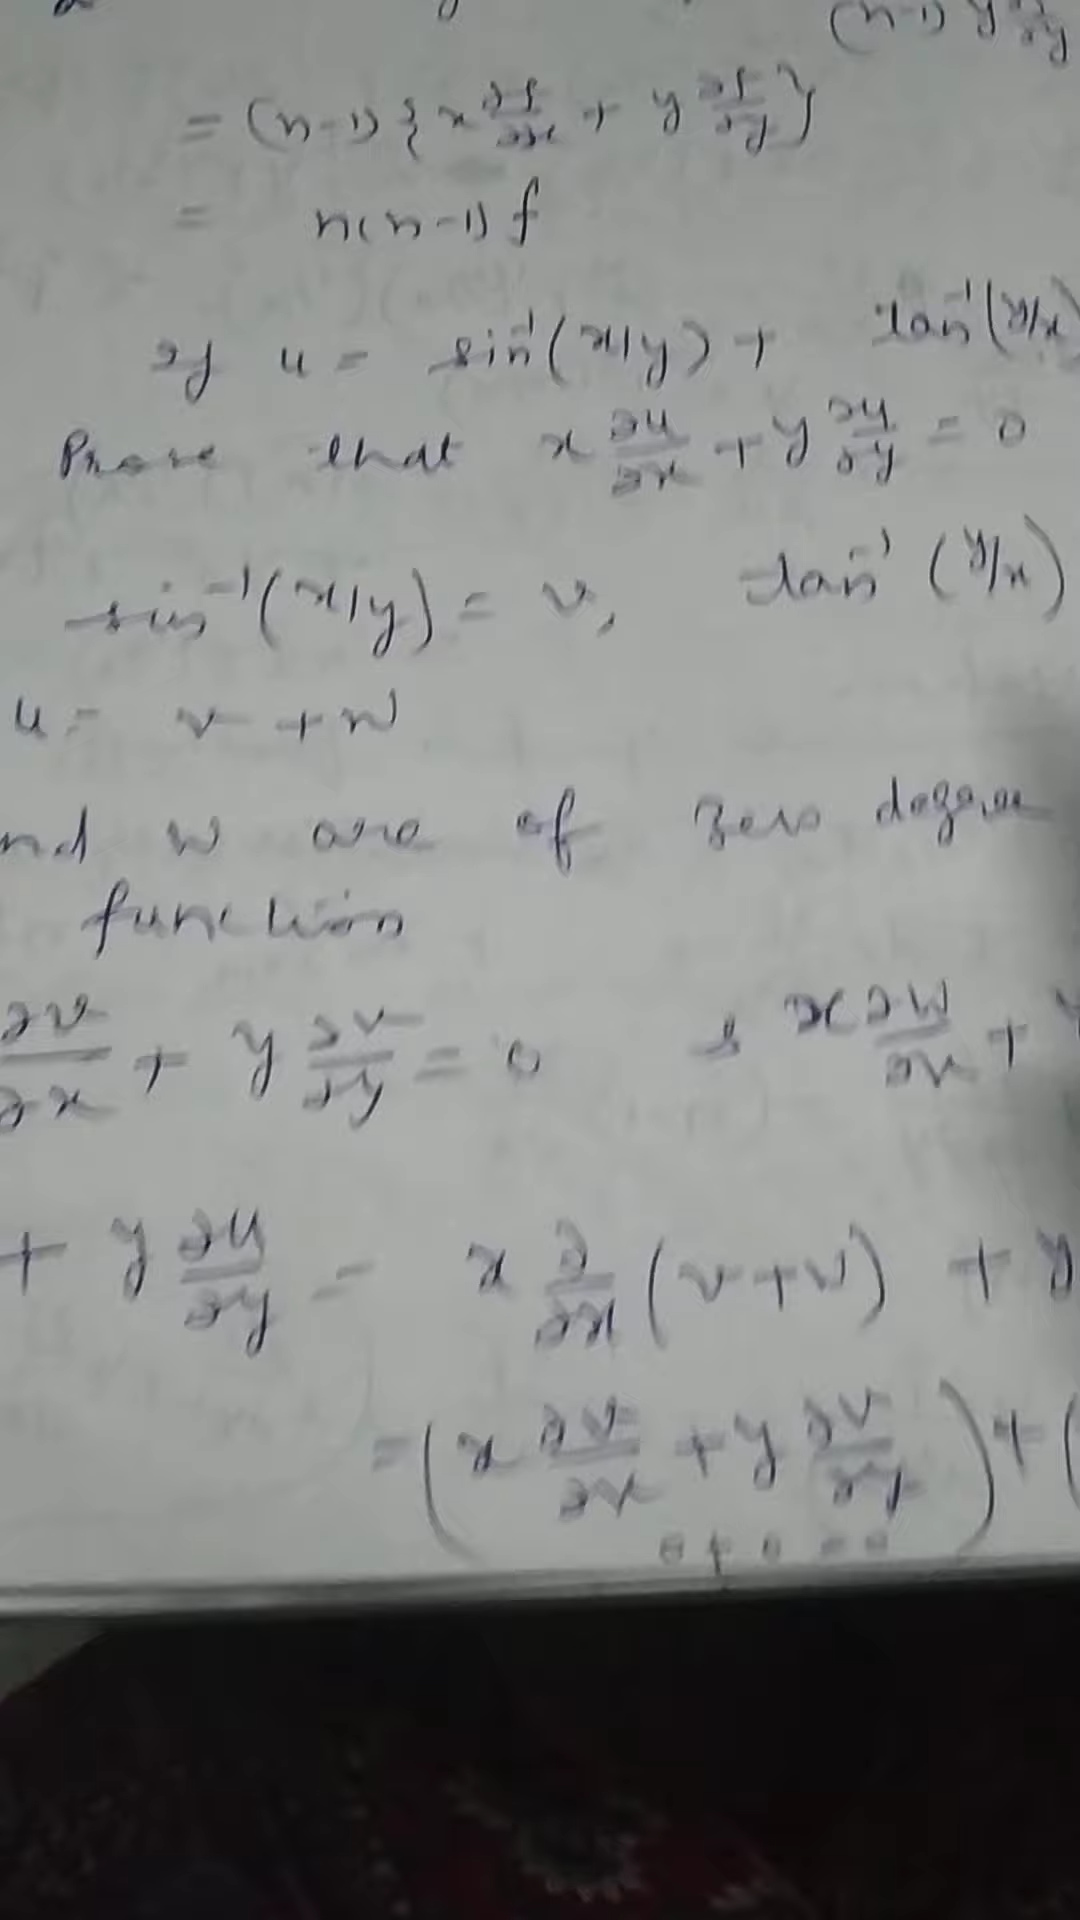 (n-1) y ∂f/∂y
= (n-1) { x ∂f/∂x + y ∂f/∂y }
= n(n-1) f
If u = sin⁻¹(x/y) + tan⁻¹(y/x)
Prove that x ∂u/∂x + y ∂u/∂y = 0
sin⁻¹(x/y) = v, tan⁻¹(y/x)
u = v + w
nd w are of zero degree
function
∂v/∂x + y ∂v/∂y = 0 & x ∂w/∂x +
+ y ∂u/∂y = x ∂/∂x (v+w) + y
= ( x ∂v/∂x + y ∂v/∂y ) + (
0 + 0 = 0